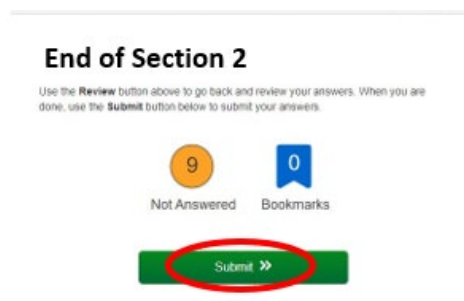 End of Section 2
Use the Review button above to go back and review your answers. When you are
done, use the Submit button below to submit your answers.
9
0
Not Answered
Bookmarks
Submit »